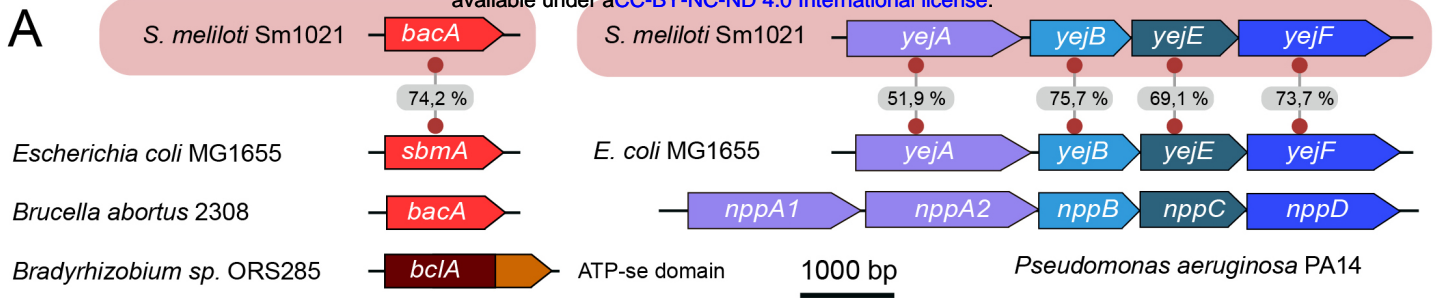 available under aCC-BY-NC-ND 4.0 International license.
A
S. meliloti Sm1021 bacA
S. meliloti Sm1021 yejA yejB yejE yejF
74,2 %
51,9 % 75,7 % 69,1 % 73,7 %
Escherichia coli MG1655 sbmA
E. coli MG1655 yejA yejB yejE yejF
Brucella abortus 2308 bacA
nppA1 nppA2 nppB nppC nppD
Bradyrhizobium sp. ORS285 bclA ATP-se domain
1000 bp
Pseudomonas aeruginosa PA14